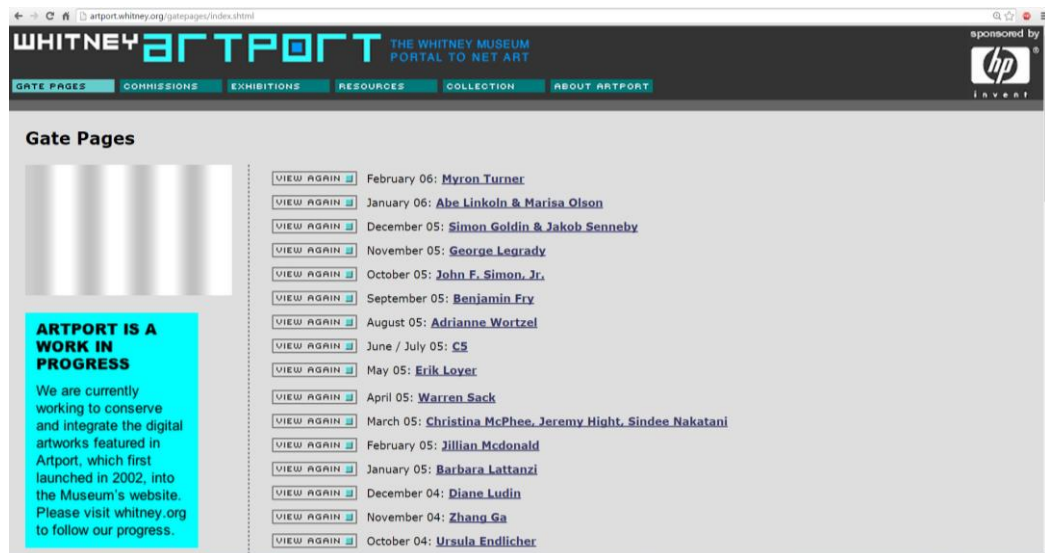 artport.whitney.org/gatepages/index.shtml
WHITNEY artport THE WHITNEY MUSEUM
PORTAL TO NET ART
sponsored by
hp
invent
GATE PAGES COMMISSIONS EXHIBITIONS RESOURCES COLLECTION ABOUT ARTPORT
Gate Pages
VIEW AGAIN February 06: Myron Turner
VIEW AGAIN January 06: Abe Linkoln & Marisa Olson
VIEW AGAIN December 05: Simon Goldin & Jakob Senneby
VIEW AGAIN November 05: George Legrady
VIEW AGAIN October 05: John F. Simon, Jr.
VIEW AGAIN September 05: Benjamin Fry
VIEW AGAIN August 05: Adrianne Wortzel
VIEW AGAIN June / July 05: C5
VIEW AGAIN May 05: Erik Loyer
VIEW AGAIN April 05: Warren Sack
VIEW AGAIN March 05: Christina McPhee, Jeremy Hight, Sindee Nakatani
VIEW AGAIN February 05: Jillian Mcdonald
VIEW AGAIN January 05: Barbara Lattanzi
VIEW AGAIN December 04: Diane Ludin
VIEW AGAIN November 04: Zhang Ga
VIEW AGAIN October 04: Ursula Endlicher
ARTPORT IS A
WORK IN
PROGRESS
We are currently
working to conserve
and integrate the digital
artworks featured in
Artport, which first
launched in 2002, into
the Museum's website.
Please visit whitney.org
to follow our progress.